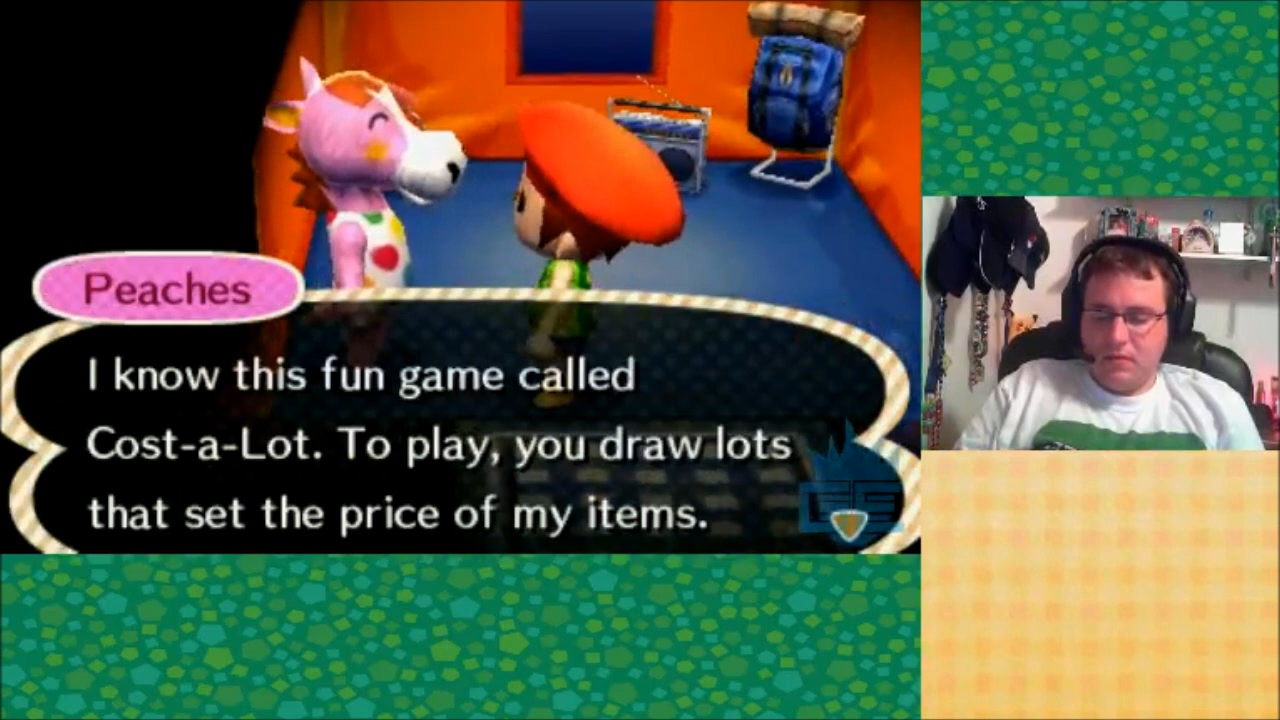 Peaches
I know this fun game called
Cost-a-Lot. To play, you draw lots
that set the price of my items.
GS